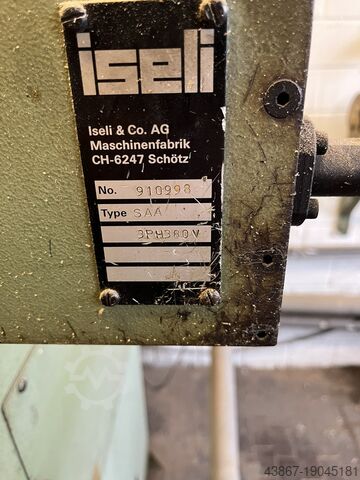 iseli
Iseli & Co. AG
Maschinenfabrik
CH-6247 Schötz
No. 910998
Type SAA
3PH380V
43867-19045181